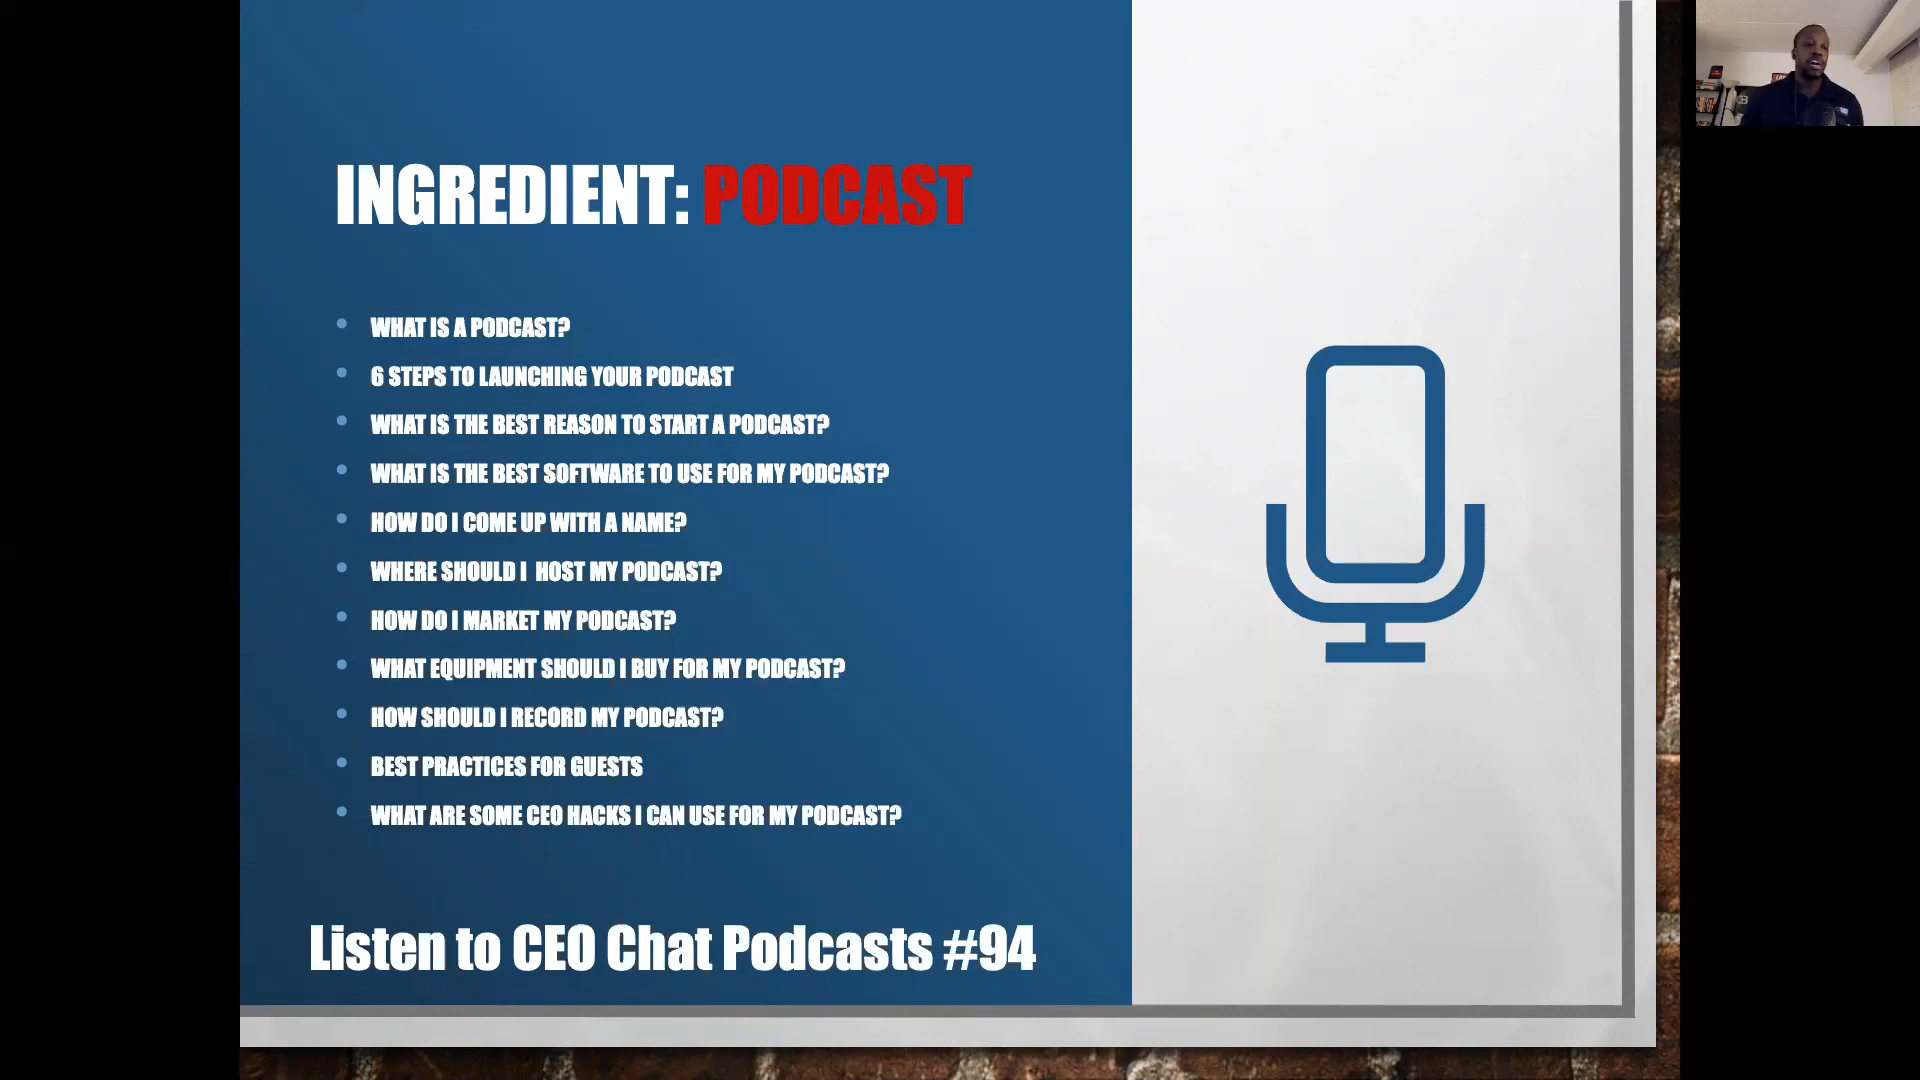 INGREDIENT: PODCAST
WHAT IS A PODCAST?
6 STEPS TO LAUNCHING YOUR PODCAST
WHAT IS THE BEST REASON TO START A PODCAST?
WHAT IS THE BEST SOFTWARE TO USE FOR MY PODCAST?
HOW DO I COME UP WITH A NAME?
WHERE SHOULD I HOST MY PODCAST?
HOW DO I MARKET MY PODCAST?
WHAT EQUIPMENT SHOULD I BUY FOR MY PODCAST?
HOW SHOULD I RECORD MY PODCAST?
BEST PRACTICES FOR GUESTS
WHAT ARE SOME CEO HACKS I CAN USE FOR MY PODCAST?
Listen to CEO Chat Podcasts #94